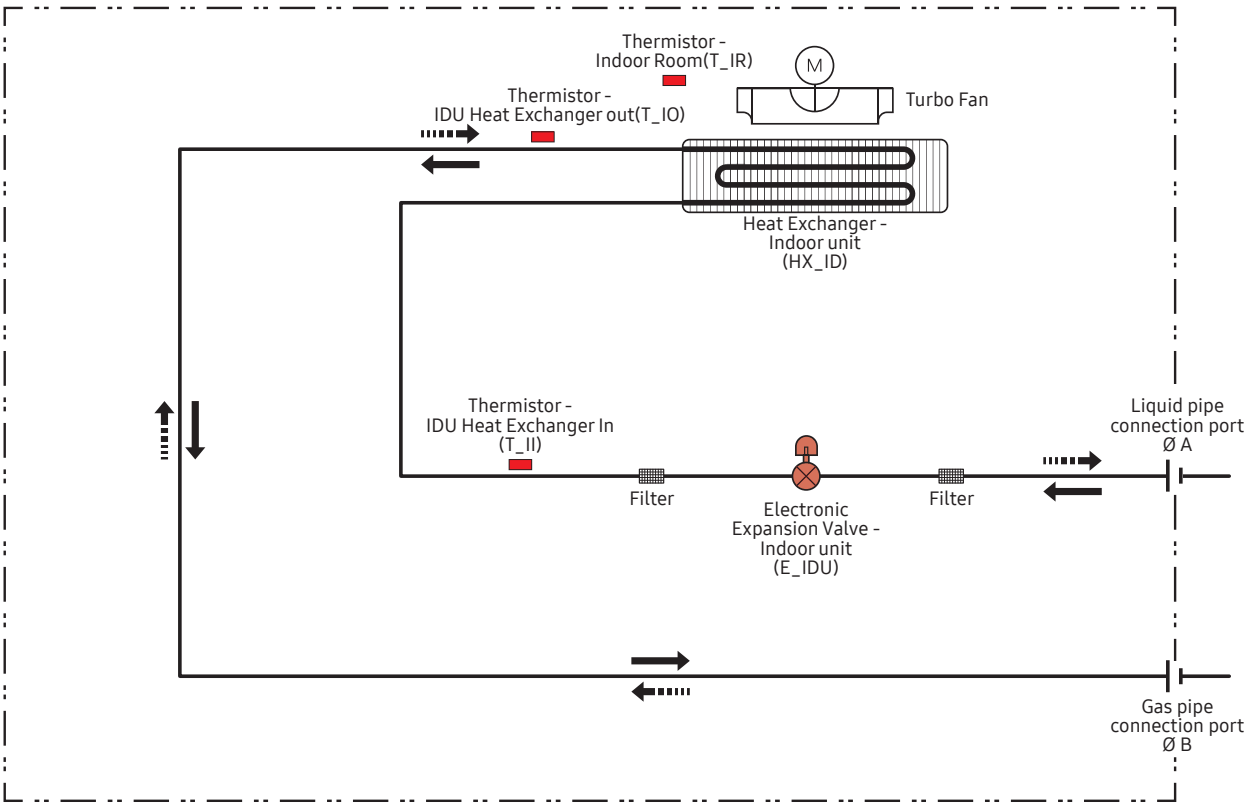 Thermistor -
Indoor Room(T_IR)
M
Turbo Fan
Thermistor -
IDU Heat Exchanger out(T_IO)
Heat Exchanger -
Indoor unit
(HX_ID)
Thermistor -
IDU Heat Exchanger In
(T_II)
Filter
Electronic
Expansion Valve -
Indoor unit
(E_IDU)
Filter
Liquid pipe
connection port
Ø A
Gas pipe
connection port
Ø B